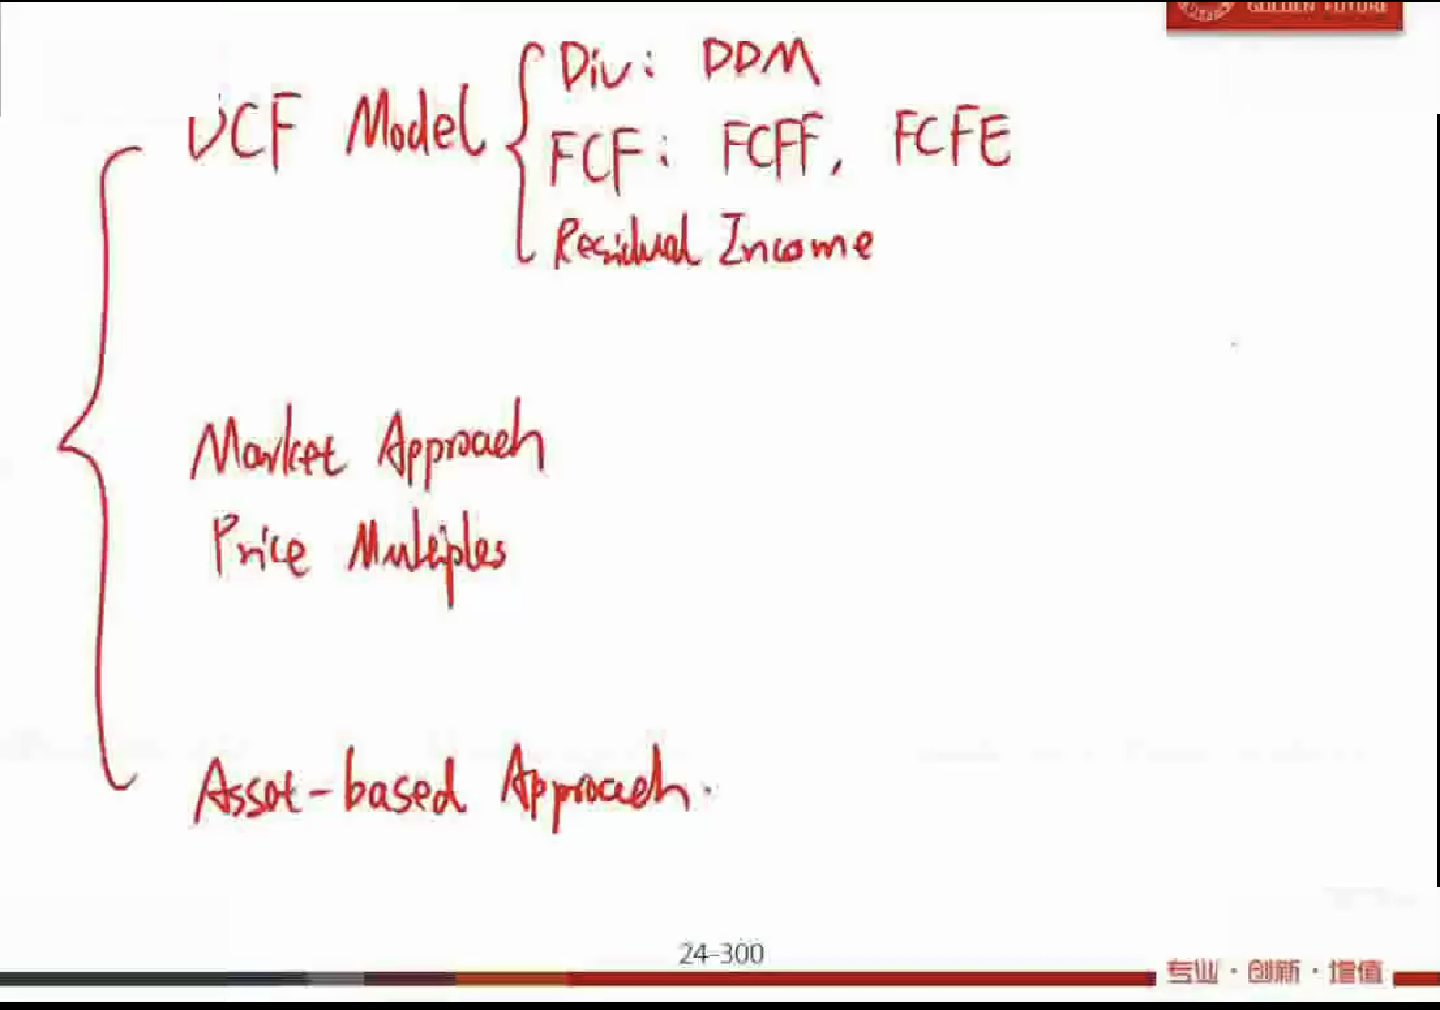 GOLDEN FUTURE
DCF Model
Div: DDM
FCF: FCFF, FCFE
Residual Income
Market Approach
Price Multiples
Asset-based Approach.
24-300
专业·创新·增值